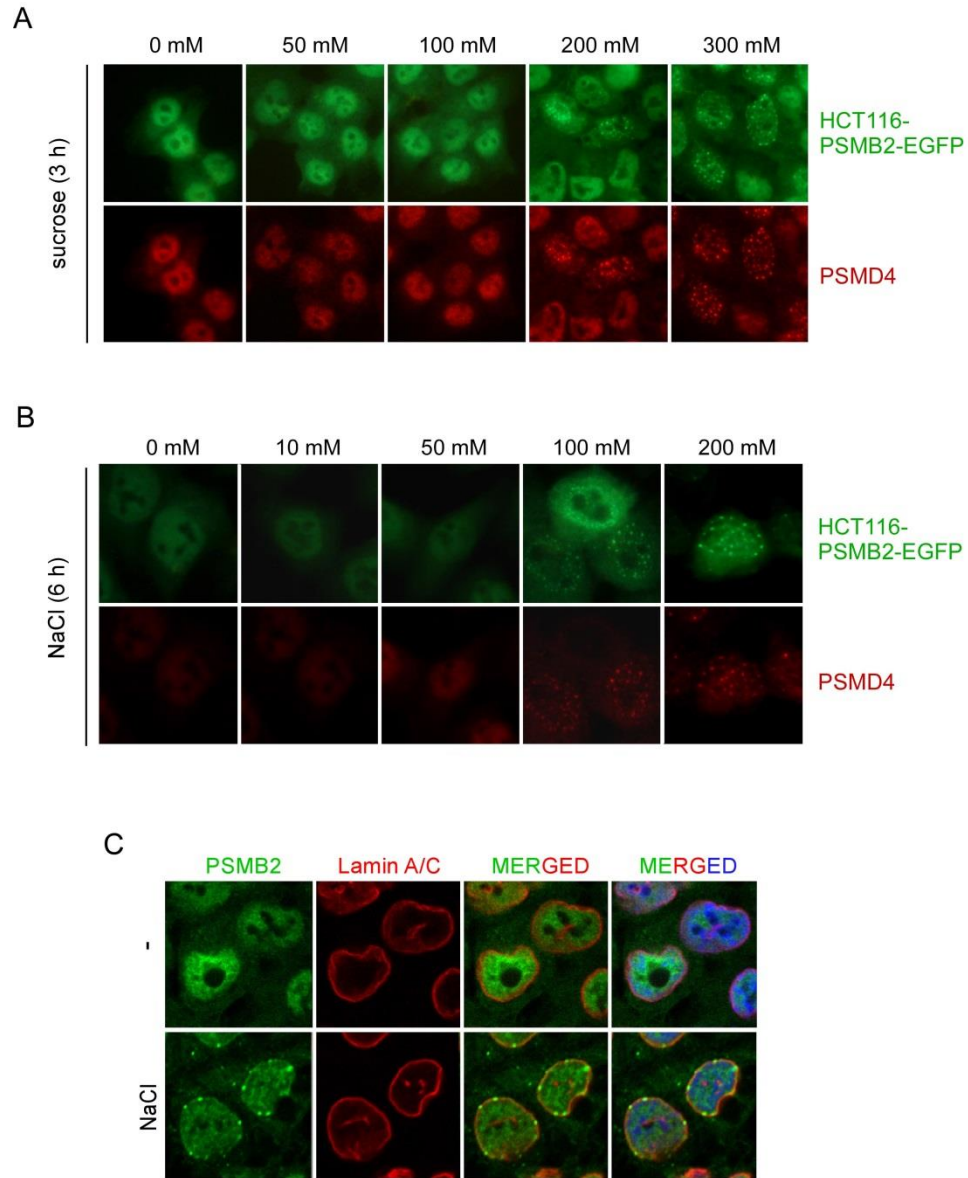 A
0 mM 50 mM 100 mM 200 mM 300 mM
sucrose (3 h)
HCT116-
PSMB2-EGFP
PSMD4
B
0 mM 10 mM 50 mM 100 mM 200 mM
NaCl (6 h)
HCT116-
PSMB2-EGFP
PSMD4
C
PSMB2 Lamin A/C MERGED MERGED
-
NaCl